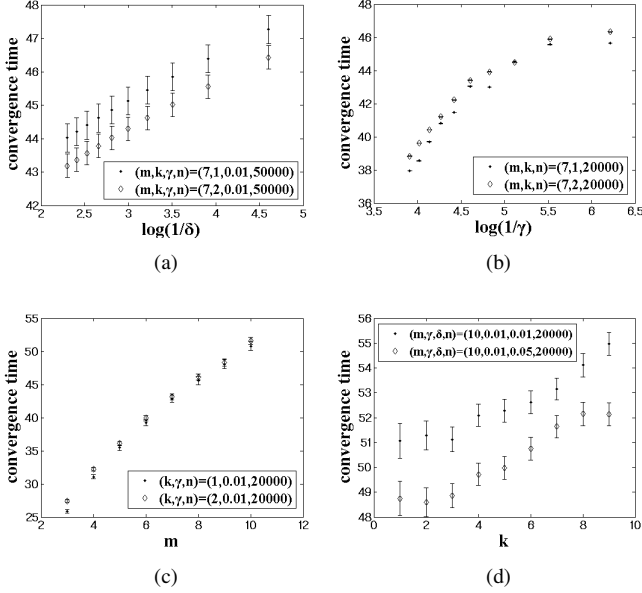 48
47
46
45
44
43
42
convergence time
2 2.5 3 3.5 4 4.5 5
log(1/δ)
(m,k,γ,n)=(7,1,0.01,50000)
(m,k,γ,n)=(7,2,0.01,50000)
(a)
48
46
44
42
40
38
36
convergence time
3.5 4 4.5 5 5.5 6 6.5
log(1/γ)
(m,k,n)=(7,1,20000)
(m,k,n)=(7,2,20000)
(b)
55
50
45
40
35
30
25
convergence time
2 4 6 8 10 12
m
(k,γ,n)=(1,0.01,20000)
(k,γ,n)=(2,0.01,20000)
(c)
56
55
54
53
52
51
50
49
48
convergence time
0 2 4 6 8 10
k
(m,γ,δ,n)=(10,0.01,0.01,20000)
(m,γ,δ,n)=(10,0.01,0.05,20000)
(d)